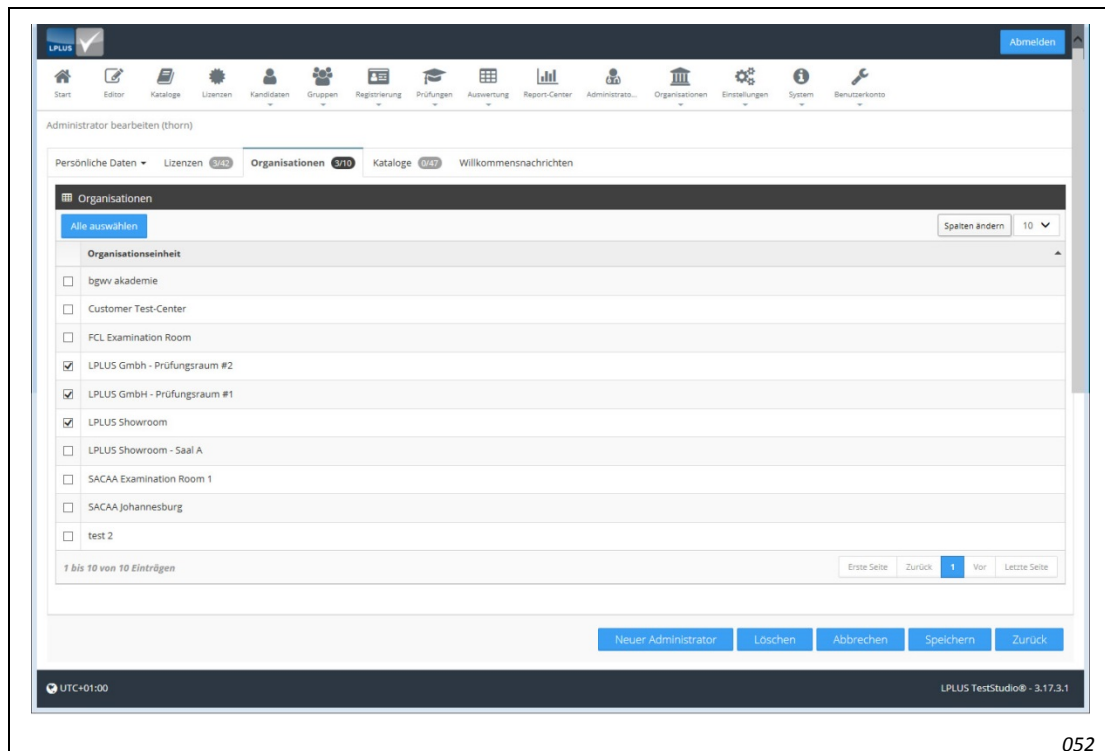 LPLUS
Abmelden
Start Editor Kataloge Lizenzen Kandidaten Gruppen Registrierung Prüfungen Auswertung Report-Center Administrato... Organisationen Einstellungen System Benutzerkonto
Administrator bearbeiten (thorn)
Persönliche Daten Lizenzen 3/42 Organisationen 3/10 Kataloge 0/47 Willkommensnachrichten
Organisationen
Alle auswählen Spalten ändern 10
Organisationseinheit
bgwv akademie
Customer Test-Center
FCL Examination Room
LPLUS Gmbh - Prüfungsraum #2
LPLUS GmbH - Prüfungsraum #1
LPLUS Showroom
LPLUS Showroom - Saal A
SACAA Examination Room 1
SACAA Johannesburg
test 2
1 bis 10 von 10 Einträgen Erste Seite Zurück 1 Vor Letzte Seite
Neuer Administrator Löschen Abbrechen Speichern Zurück
UTC+01:00 LPLUS TestStudio® - 3.17.3.1
052